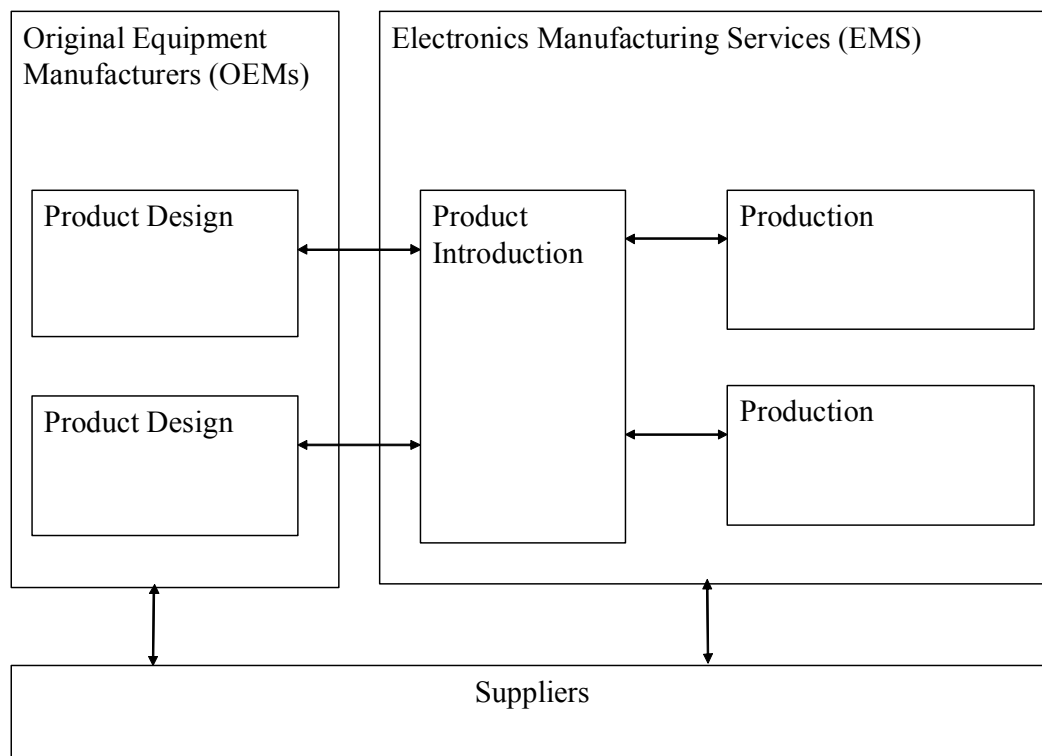 Original Equipment
Manufacturers (OEMs)
Electronics Manufacturing Services (EMS)
Product Design
Product
Introduction
Production
Product Design
Production
Suppliers